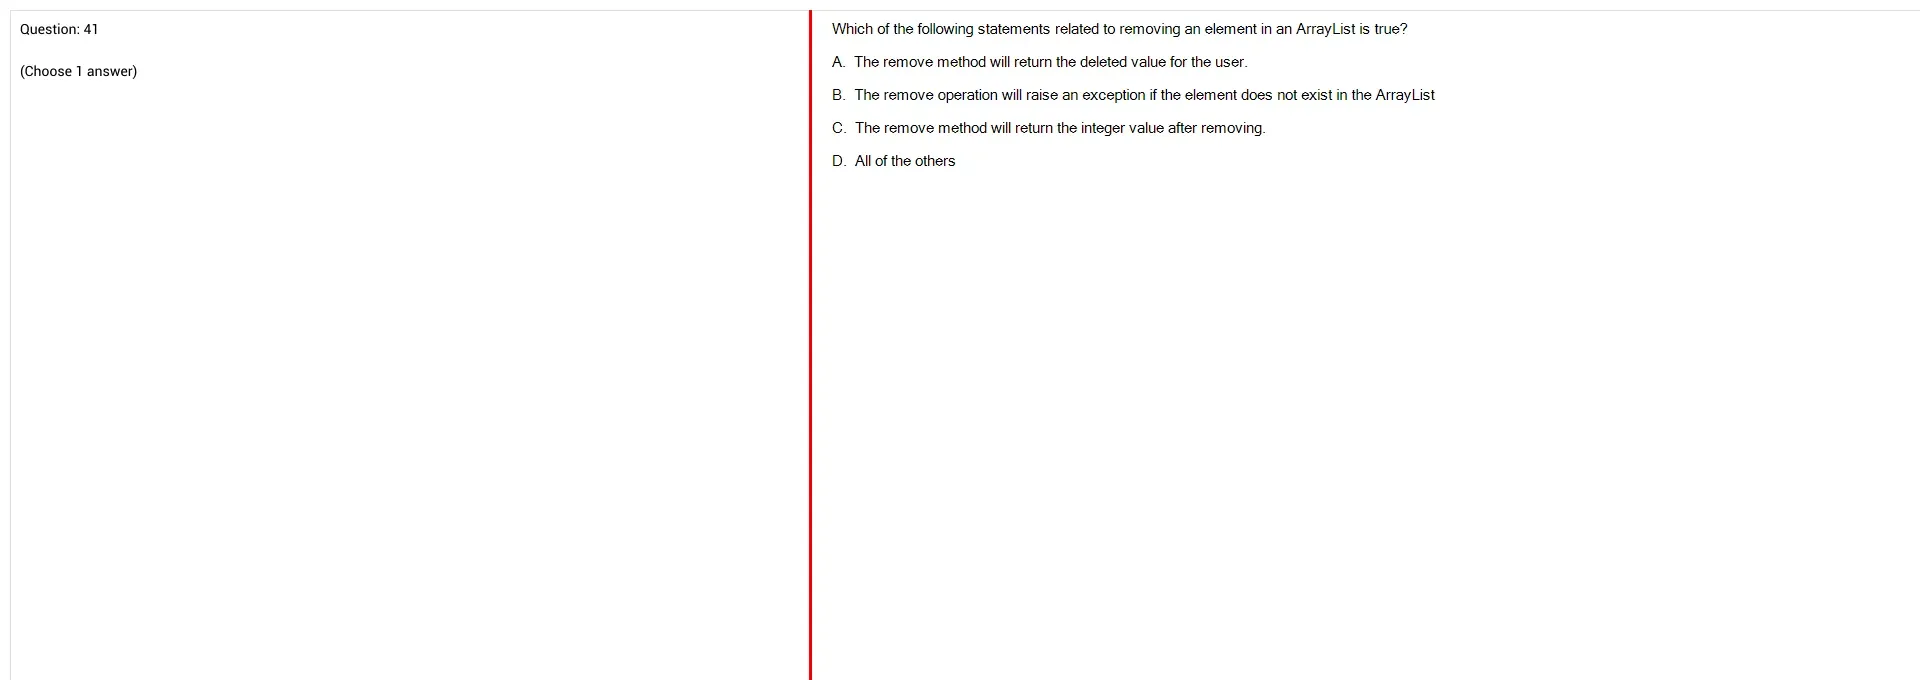 Question: 41
(Choose 1 answer)
Which of the following statements related to removing an element in an ArrayList is true?
A. The remove method will return the deleted value for the user.
B. The remove operation will raise an exception if the element does not exist in the ArrayList
C. The remove method will return the integer value after removing.
D. All of the others